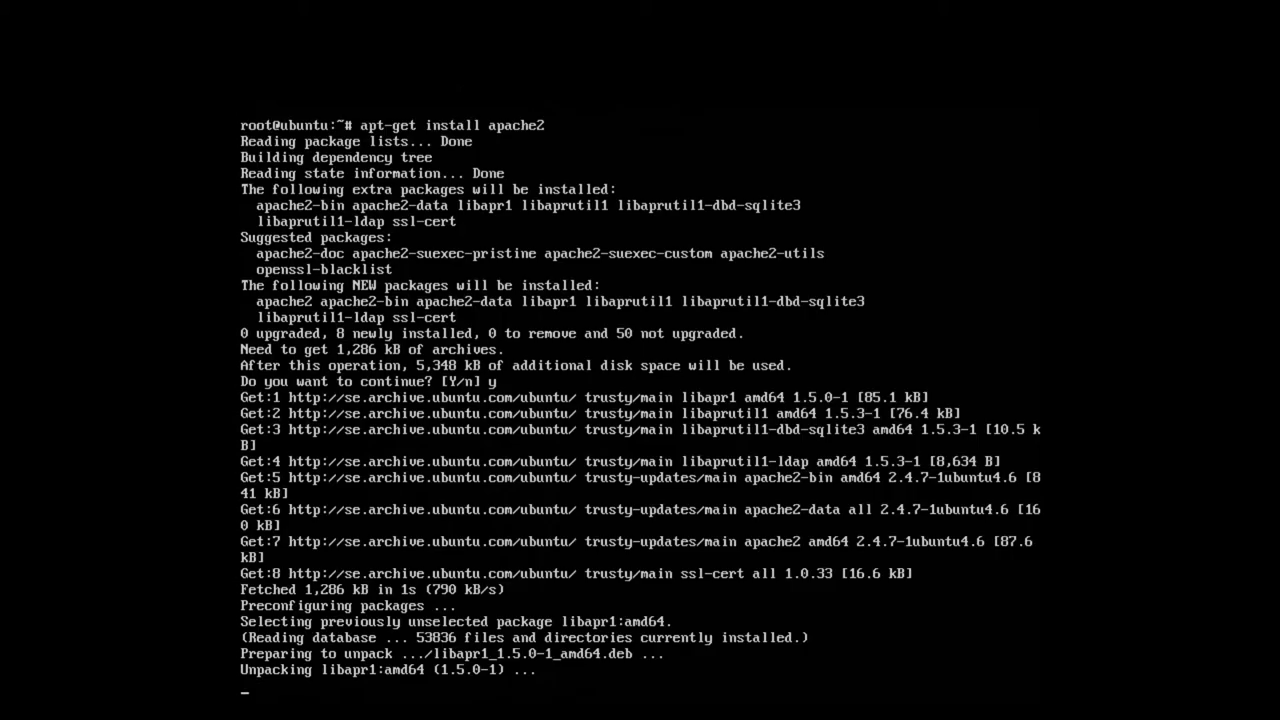 root@ubuntu:~# apt-get install apache2
Reading package lists... Done
Building dependency tree
Reading state information... Done
The following extra packages will be installed:
  apache2-bin apache2-data libapr1 libaprutil1 libaprutil1-dbd-sqlite3
  libaprutil1-ldap ssl-cert
Suggested packages:
  apache2-doc apache2-suexec-pristine apache2-suexec-custom apache2-utils
  openssl-blacklist
The following NEW packages will be installed:
  apache2 apache2-bin apache2-data libapr1 libaprutil1 libaprutil1-dbd-sqlite3
  libaprutil1-ldap ssl-cert
0 upgraded, 8 newly installed, 0 to remove and 50 not upgraded.
Need to get 1,286 kB of archives.
After this operation, 5,348 kB of additional disk space will be used.
Do you want to continue? [Y/n] y
Get:1 http://se.archive.ubuntu.com/ubuntu/ trusty/main libapr1 amd64 1.5.0-1 [85.1 kB]
Get:2 http://se.archive.ubuntu.com/ubuntu/ trusty/main libaprutil1 amd64 1.5.3-1 [76.4 kB]
Get:3 http://se.archive.ubuntu.com/ubuntu/ trusty/main libaprutil1-dbd-sqlite3 amd64 1.5.3-1 [10.5 k
B]
Get:4 http://se.archive.ubuntu.com/ubuntu/ trusty/main libaprutil1-ldap amd64 1.5.3-1 [8,634 B]
Get:5 http://se.archive.ubuntu.com/ubuntu/ trusty-updates/main apache2-bin amd64 2.4.7-1ubuntu4.6 [8
41 kB]
Get:6 http://se.archive.ubuntu.com/ubuntu/ trusty-updates/main apache2-data all 2.4.7-1ubuntu4.6 [16
0 kB]
Get:7 http://se.archive.ubuntu.com/ubuntu/ trusty-updates/main apache2 amd64 2.4.7-1ubuntu4.6 [87.6
kB]
Get:8 http://se.archive.ubuntu.com/ubuntu/ trusty/main ssl-cert all 1.0.33 [16.6 kB]
Fetched 1,286 kB in 1s (790 kB/s)
Preconfiguring packages ...
Selecting previously unselected package libapr1:amd64.
(Reading database ... 53836 files and directories currently installed.)
Preparing to unpack .../libapr1_1.5.0-1_amd64.deb ...
Unpacking libapr1:amd64 (1.5.0-1) ...
_